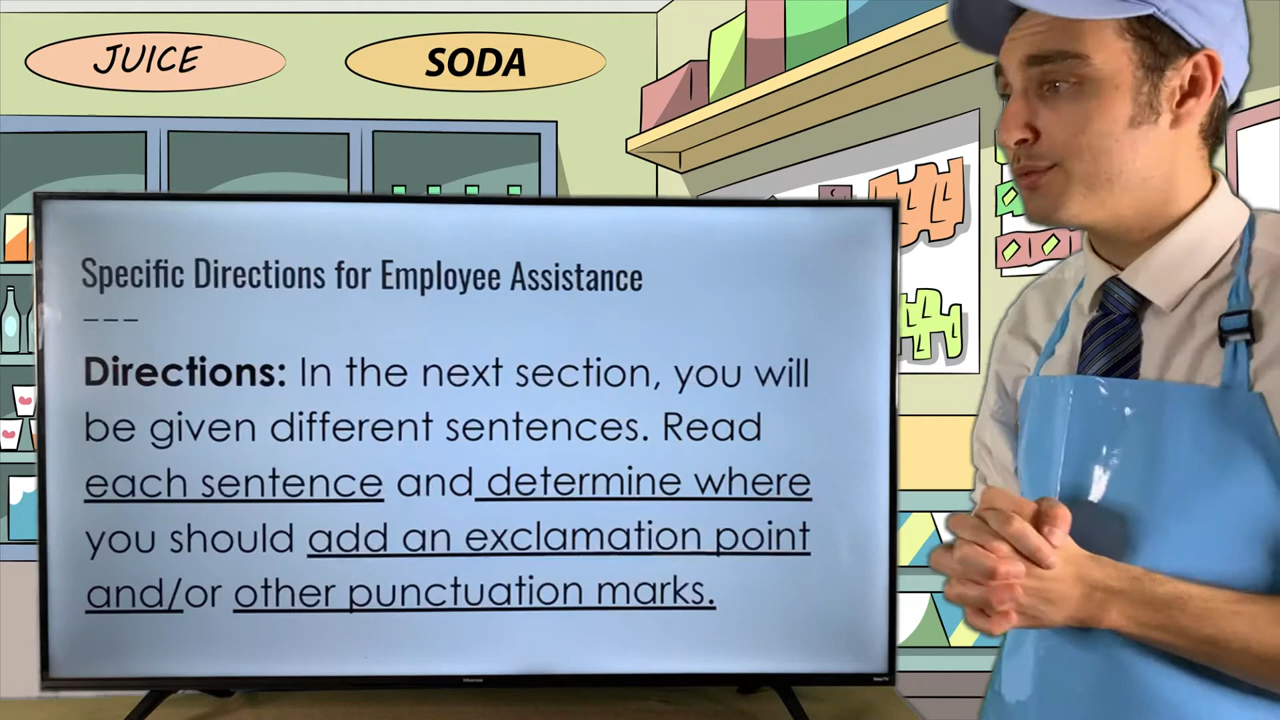 JUICE
SODA
Specific Directions for Employee Assistance
---
Directions: In the next section, you will
be given different sentences. Read
each sentence and determine where
you should add an exclamation point
and/or other punctuation marks.